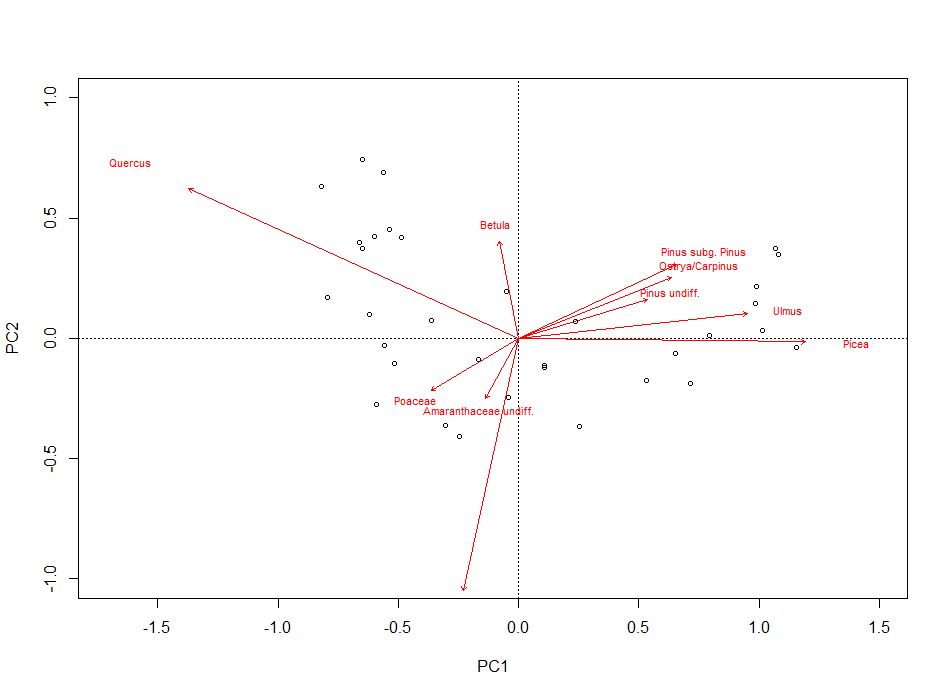 1.0
Quercus
Betula
0.5
Pinus subg. Pinus
Ostrya/Carpinus
Pinus undiff.
Ulmus
PC2
0.0
Picea
Poaceae
Amaranthaceae undiff.
-0.5
-1.0
-1.5 -1.0 -0.5 0.0 0.5 1.0 1.5
PC1